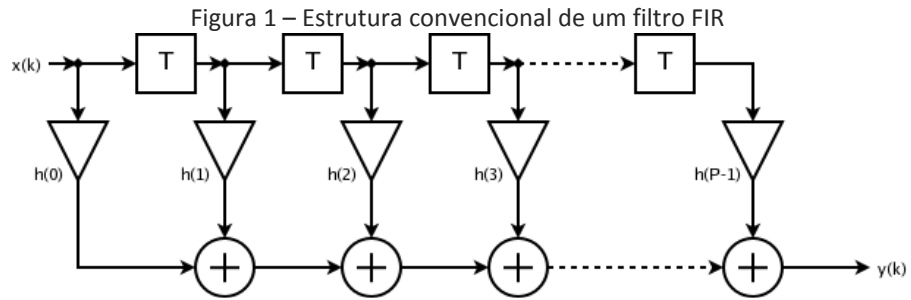 Figura 1 – Estrutura convencional de um filtro FIR
x(k) T T T T
h(0) h(1) h(2) h(3) h(P-1)
+ + + + y(k)